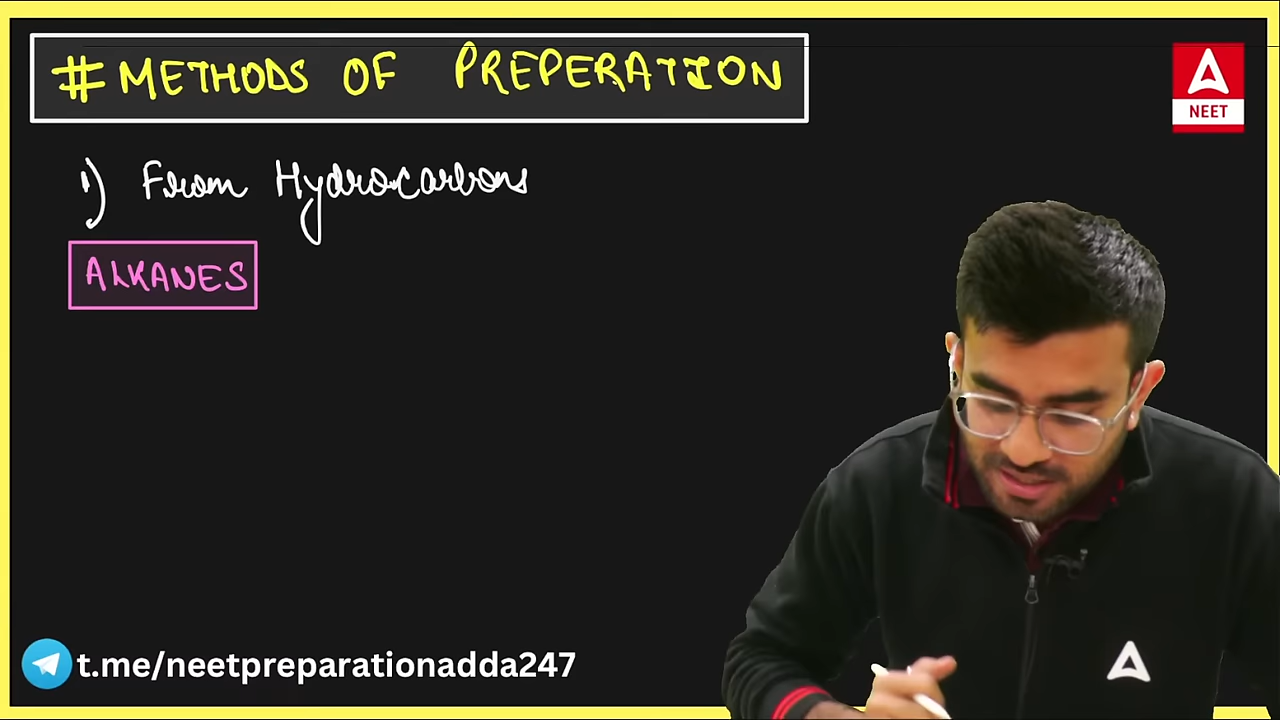 #METHODS OF PREPERATION
NEET
1) From Hydrocarbons
ALKANES
t.me/neetpreparationadda247